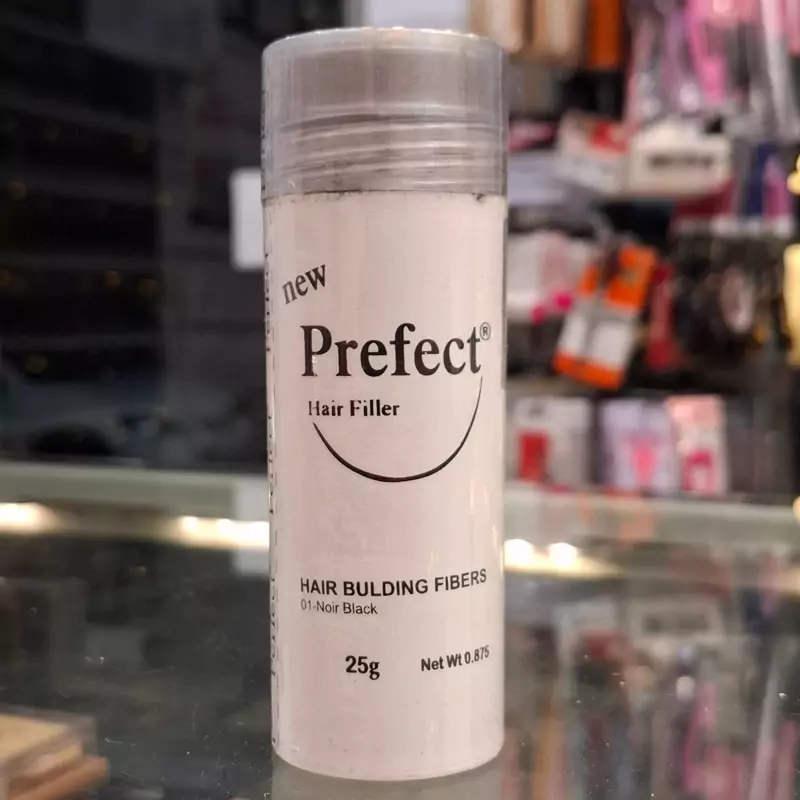 new
Prefect®
Hair Filler
HAIR BULDING FIBERS
01-Noir Black
25g Net Wt 0.875